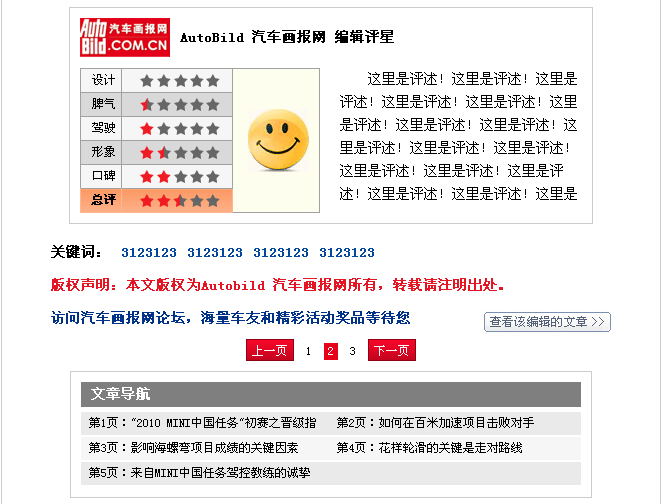 Auto 汽车画报网
Bild .COM.CN
AutoBild 汽车画报网 编辑评星
设计
脾气
驾驶
形象
口碑
总评
这里是评述！这里是评述！这里是
评述！这里是评述！这里是评述！这里
是评述！这里是评述！这里是评述！这
里是评述！这里是评述！这里是评述！
这里是评述！这里是评述！这里是评
述！这里是评述！这里是评述！这里是
关键词： 3123123 3123123 3123123 3123123
版权声明：本文版权为Autobild 汽车画报网所有，转载请注明出处。
访问汽车画报网论坛，海量车友和精彩活动奖品等待您
查看该编辑的文章 >>
上一页 1 2 3 下一页
文章导航
第1页："2010 MINI中国任务"初赛之晋级指 第2页：如何在百米加速项目击败对手
第3页：影响海螺弯项目成绩的关键因素 第4页：花样轮滑的关键是走对路线
第5页：来自MINI中国任务驾控教练的诚挚